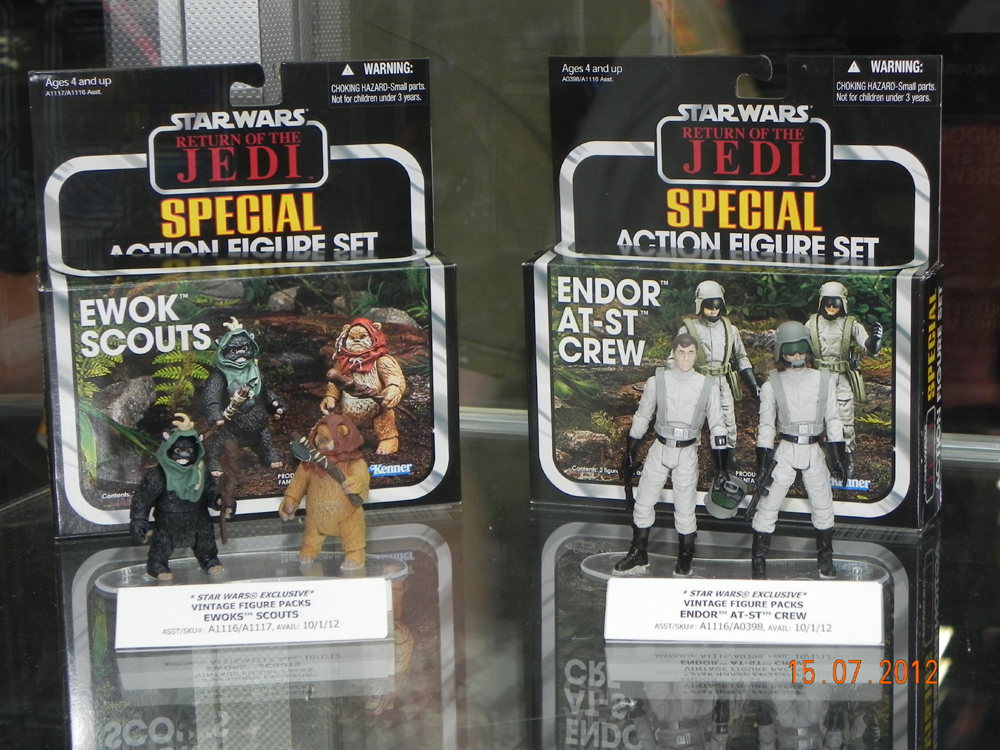 Ages 4 and up
A1117/A1116 Asst.
WARNING:
CHOKING HAZARD-Small parts.
Not for children under 3 years.
STAR WARS
RETURN OF THE
JEDI
SPECIAL
ACTION FIGURE SET
EWOK™
SCOUTS
Contents:
Kenner
* STAR WARS® EXCLUSIVE*
VINTAGE FIGURE PACKS
EWOKS™ SCOUTS
ASST/SKU#: A1116/A1117, AVAIL: 10/1/12
Ages 4 and up
A0398/A1116 Asst.
WARNING:
CHOKING HAZARD-Small parts.
Not for children under 3 years.
STAR WARS
RETURN OF THE
JEDI
SPECIAL
ACTION FIGURE SET
ENDOR™
AT-ST™
CREW
Contents: 2 figur
Kenner
SPECIAL
* STAR WARS® EXCLUSIVE*
VINTAGE FIGURE PACKS
ENDOR™ AT-ST™ CREW
ASST/SKU#: A1116/A0398, AVAIL: 10/1/12
15.07.2012